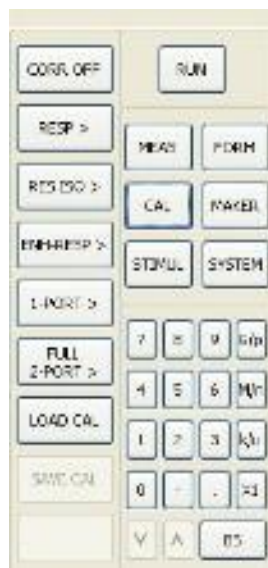 CORR. OFF
RUN
RESP >
MEAS
FORM
RES ISO >
CAL
MAKER
ENH-RESP >
STIMUL
SYSTEM
1-PORT >
FULL
2-PORT >
7 8 9 G/p
4 5 6 M/n
LOAD CAL
1 2 3 k/u
SAVE CAL
0 - . x1
BS